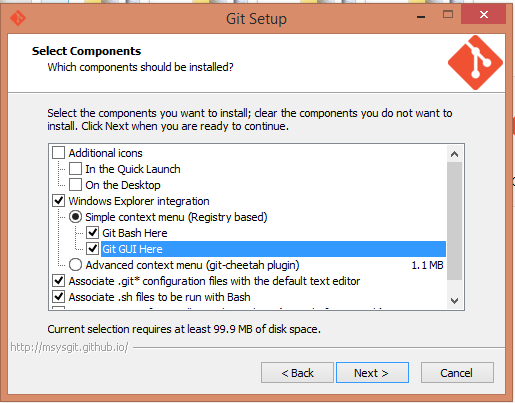 Git Setup
Select Components
Which components should be installed?
Select the components you want to install; clear the components you do not want to
install. Click Next when you are ready to continue.
Additional icons
In the Quick Launch
On the Desktop
Windows Explorer integration
Simple context menu (Registry based)
Git Bash Here
Git GUI Here
Advanced context menu (git-cheetah plugin) 1.1 MB
Associate .git* configuration files with the default text editor
Associate .sh files to be run with Bash
Current selection requires at least 99.9 MB of disk space.
http://msysgit.github.io/
< Back Next > Cancel